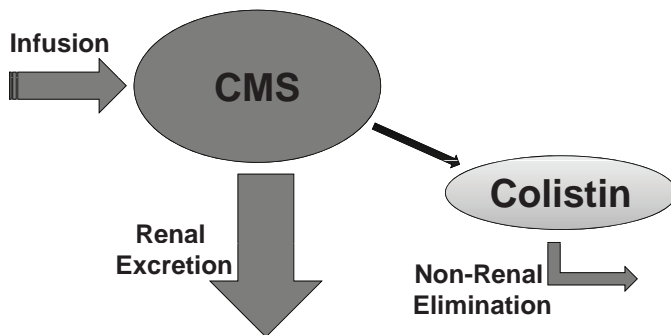 Infusion
CMS
Colistin
Renal
Excretion
Non-Renal
Elimination